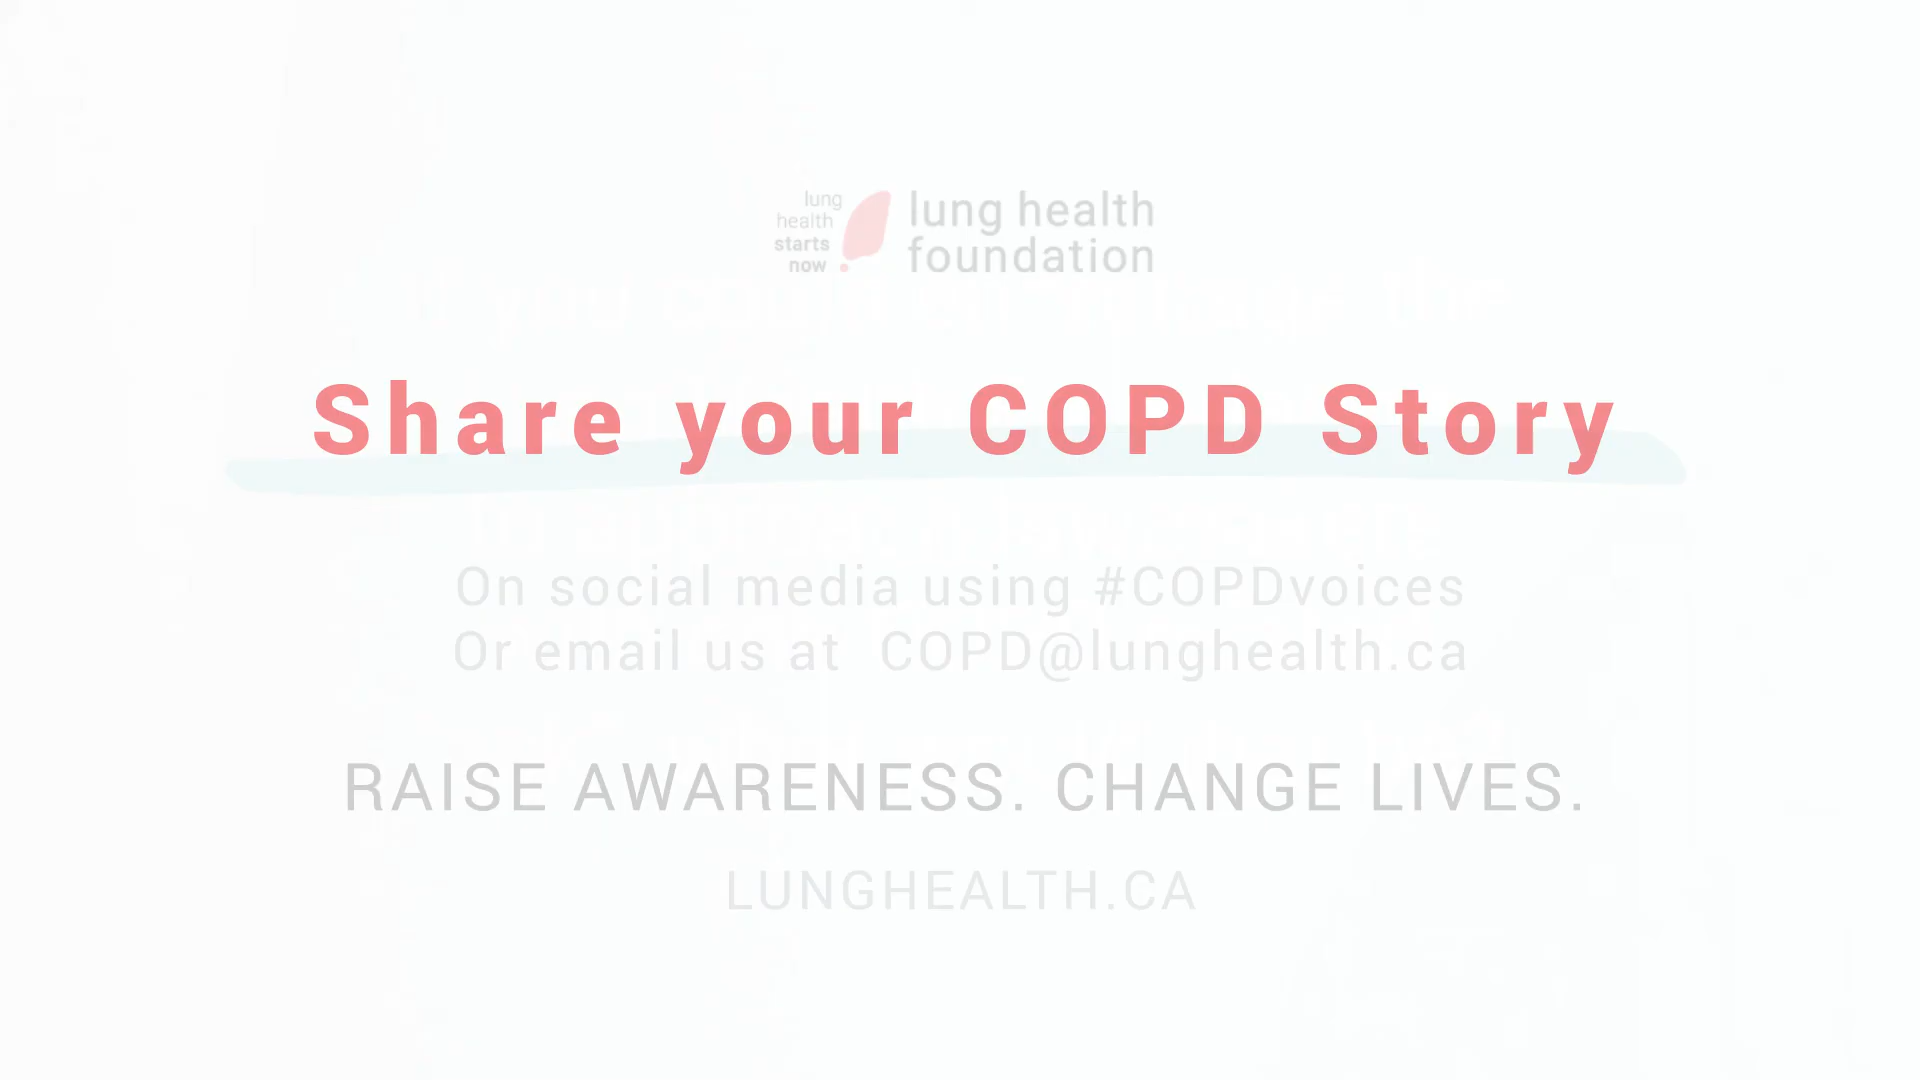 lung
health
starts
now
lung health
foundation
Share your COPD Story
On social media using #COPDvoices
Or email us at COPD@lunghealth.ca
RAISE AWARENESS. CHANGE LIVES.
LUNGHEALTH.CA